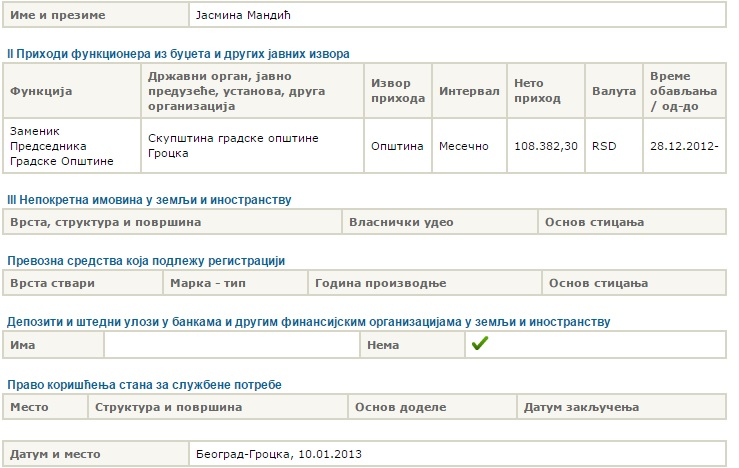 Име и презиме Јасмина Мандић
II Приходи функционера из буџета и других јавних извора
Функција Државни орган, јавно предузеће, установа, друга организација Извор прихода Интервал Нето приход Валута Време обављања / од-до
Заменик Председника Градске Општине Скупштина градске општине Гроцка Општина Месечно 108.382,30 RSD 28.12.2012-
III Непокретна имовина у земљи и иностранству
Врста, структура и површина Власнички удео Основ стицања
Превозна средства која подлежу регистрацији
Врста ствари Марка - тип Година производње Основ стицања
Депозити и штедни улози у банкама и другим финансијским организацијама у земљи и иностранству
Има Нема
Право коришћења стана за службене потребе
Место Структура и површина Основ доделе Датум закључења
Датум и место Београд-Гроцка, 10.01.2013